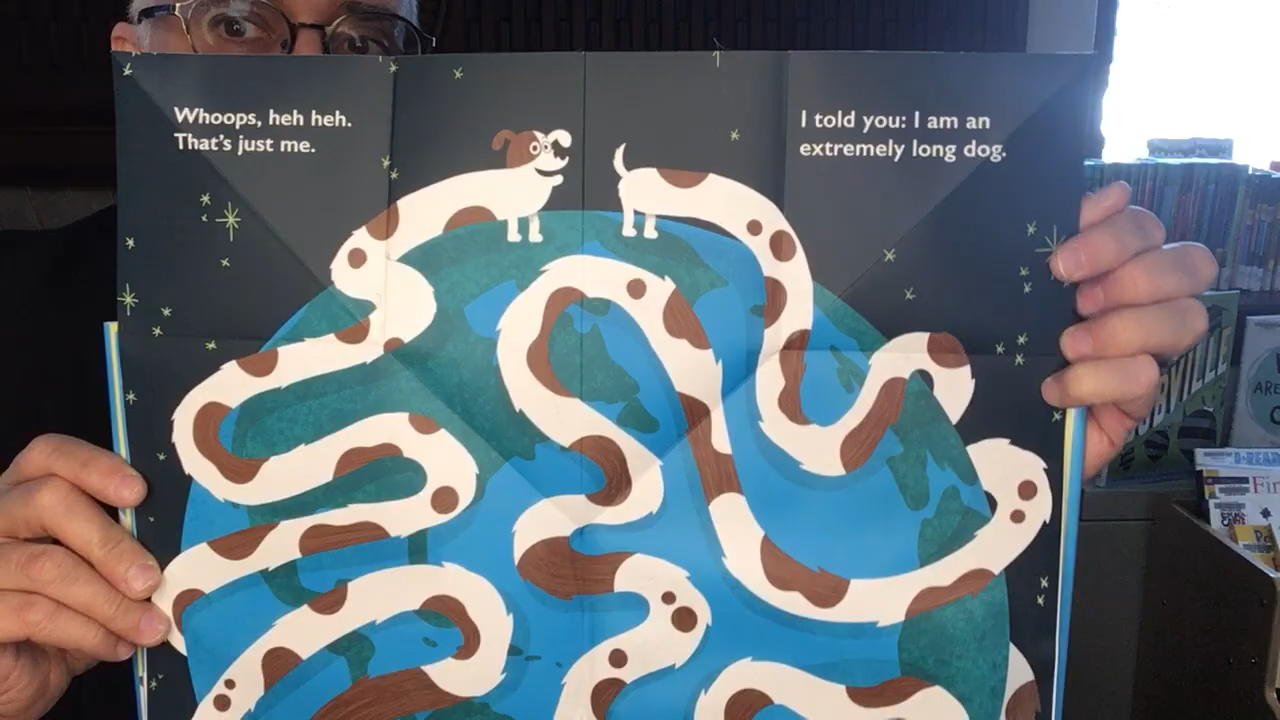 Whoops, heh heh.
That's just me.
I told you: I am an
extremely long dog.